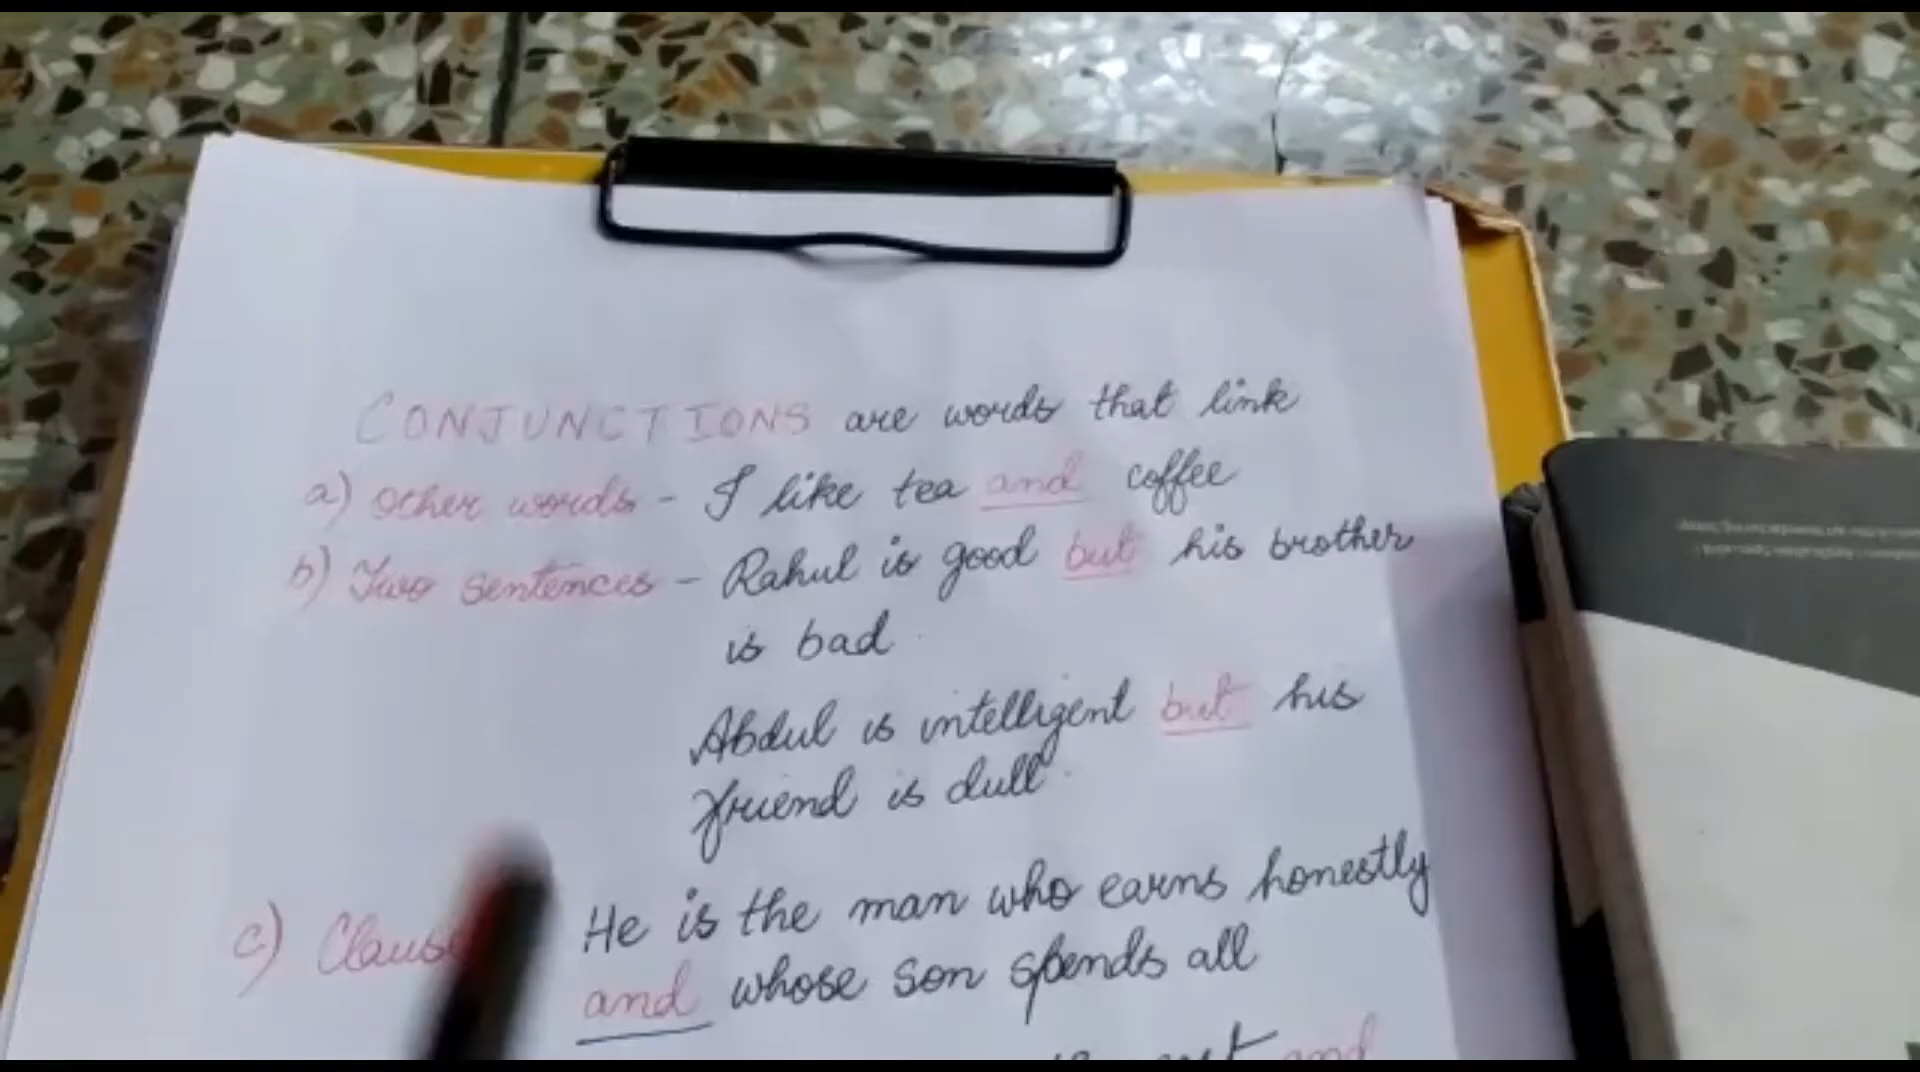 CONJUNCTIONS are words that link
a) other words - I like tea and coffee
b) Two sentences - Rahul is good but his brother
is bad.
Abdul is intelligent but his
friend is dull.
c) Clause He is the man who earns honestly
and whose son spends all
and